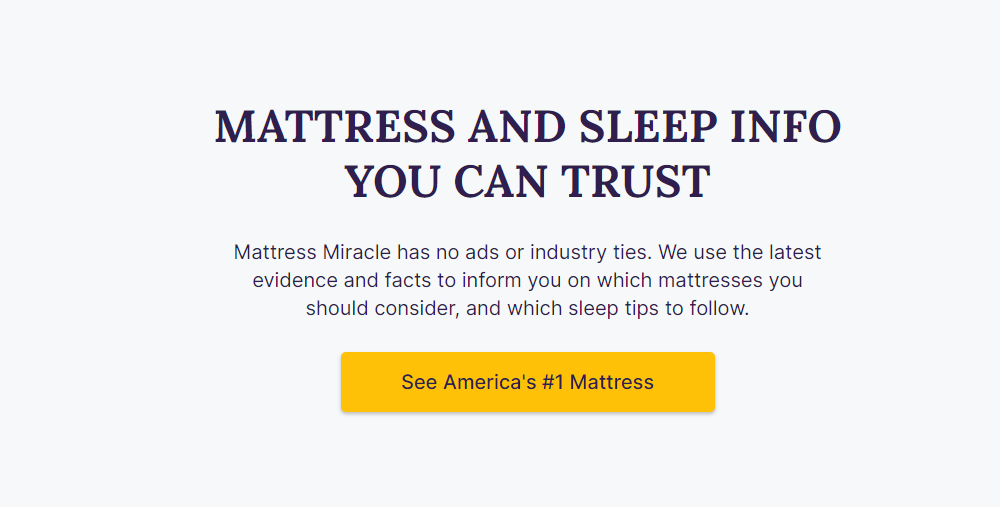 MATTRESS AND SLEEP INFO
YOU CAN TRUST
Mattress Miracle has no ads or industry ties. We use the latest
evidence and facts to inform you on which mattresses you
should consider, and which sleep tips to follow.
See America's #1 Mattress